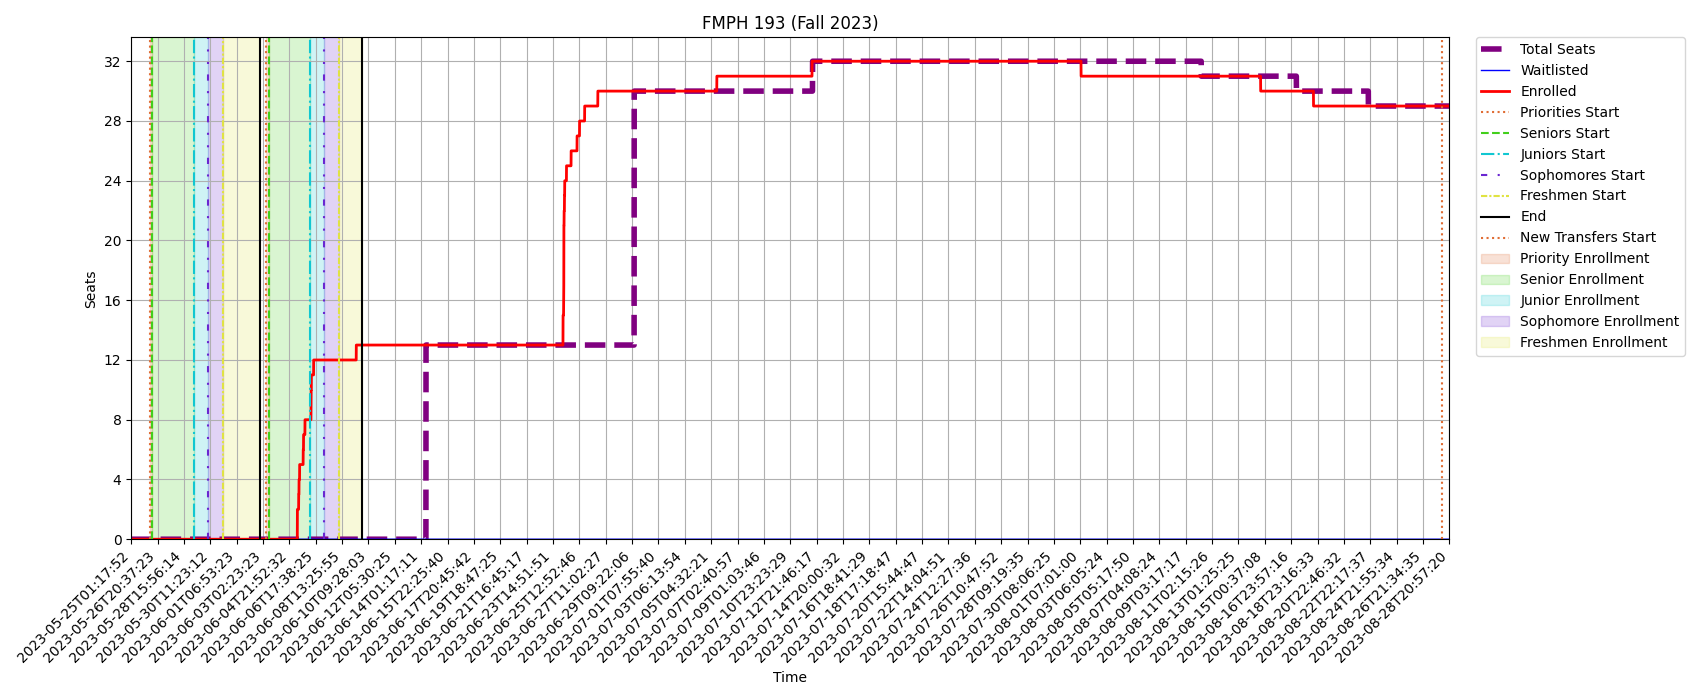 FMPH 193 (Fall 2023)
Seats
32
28
24
20
16
12
8
4
0
2023-05-25T01:17:52
2023-05-26T20:37:23
2023-05-28T15:56:14
2023-05-30T11:23:12
2023-06-01T06:53:23
2023-06-03T02:23:23
2023-06-04T21:52:32
2023-06-06T17:38:25
2023-06-08T13:25:55
2023-06-10T09:28:03
2023-06-12T05:30:25
2023-06-14T01:17:11
2023-06-15T22:25:40
2023-06-17T20:45:42
2023-06-19T18:47:25
2023-06-21T16:45:17
2023-06-23T14:51:51
2023-06-25T12:52:46
2023-06-27T11:02:27
2023-06-29T09:22:06
2023-07-01T07:55:40
2023-07-03T06:13:54
2023-07-05T04:32:21
2023-07-07T02:40:57
2023-07-09T01:03:46
2023-07-10T23:23:29
2023-07-12T21:46:17
2023-07-14T20:00:32
2023-07-16T18:41:29
2023-07-18T17:18:47
2023-07-20T15:44:47
2023-07-22T14:04:51
2023-07-24T12:27:36
2023-07-26T10:47:52
2023-07-28T09:19:35
2023-07-30T08:06:25
2023-08-01T07:01:00
2023-08-03T06:05:24
2023-08-05T05:17:50
2023-08-07T04:08:24
2023-08-09T03:17:17
2023-08-11T02:15:26
2023-08-13T01:25:25
2023-08-15T00:37:08
2023-08-16T23:57:16
2023-08-18T23:16:33
2023-08-20T22:46:32
2023-08-22T22:17:37
2023-08-24T21:55:34
2023-08-26T21:34:35
2023-08-28T20:57:20
Time
Total Seats
Waitlisted
Enrolled
Priorities Start
Seniors Start
Juniors Start
Sophomores Start
Freshmen Start
End
New Transfers Start
Priority Enrollment
Senior Enrollment
Junior Enrollment
Sophomore Enrollment
Freshmen Enrollment